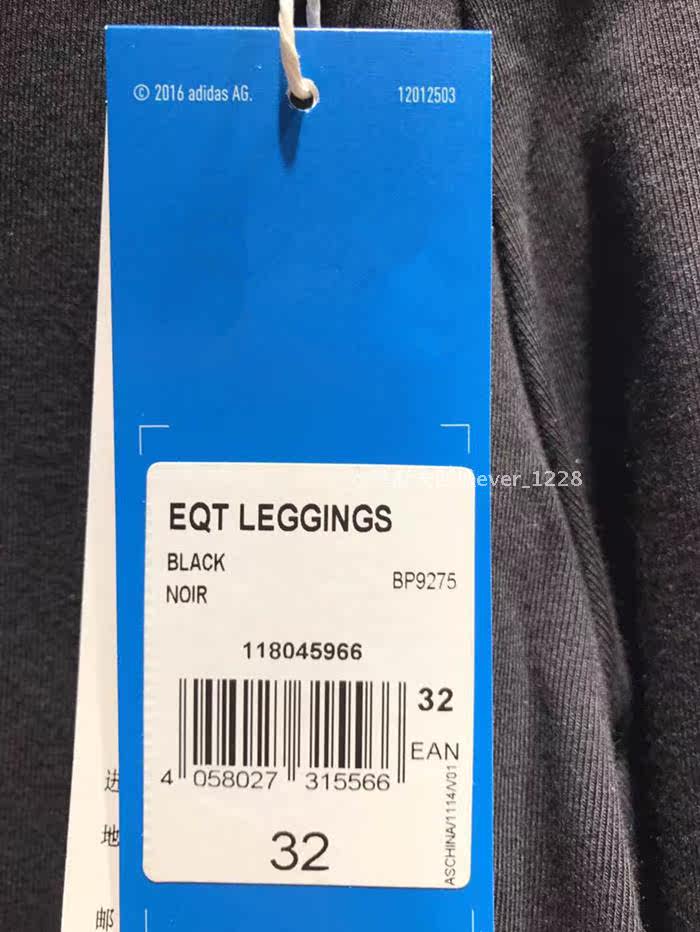 © 2016 adidas AG.
12012503
EQT LEGGINGS
BLACK
NOIR
BP9275
118045966
32
EAN
4 058027 315566
32
ASCHINA/1114/V01
进
地
邮